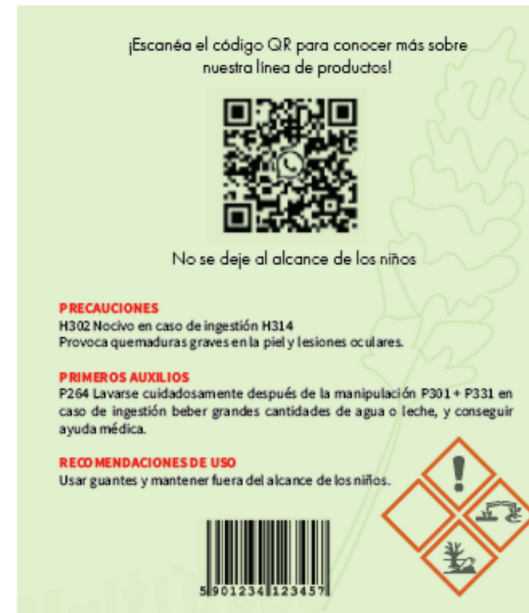 ¡Escanéa el código QR para conocer más sobre
nuestra línea de productos!
No se deje al alcance de los niños
PRECAUCIONES
H302 Nocivo en caso de ingestión H314
Provoca quemaduras graves en la piel y lesiones oculares.
PRIMEROS AUXILIOS
P264 Lavarse cuidadosamente después de la manipulación P301 + P331 en
caso de ingestión beber grandes cantidades de agua o leche, y conseguir
ayuda médica.
RECOMENDACIONES DE USO
Usar guantes y mantener fuera del alcance de los niños.
5 901234 123457